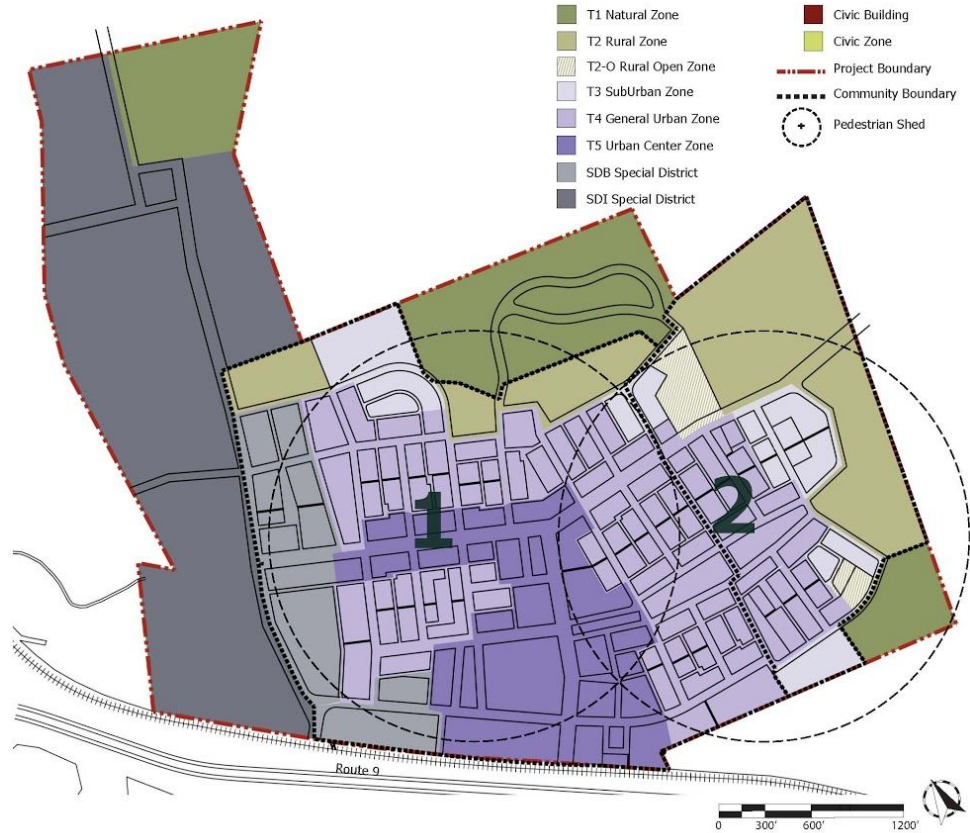 T1 Natural Zone
T2 Rural Zone
T2-O Rural Open Zone
T3 SubUrban Zone
T4 General Urban Zone
T5 Urban Center Zone
SDB Special District
SDI Special District
Civic Building
Civic Zone
Project Boundary
Community Boundary
Pedestrian Shed
1
2
Route 9
0 300' 600' 1200'